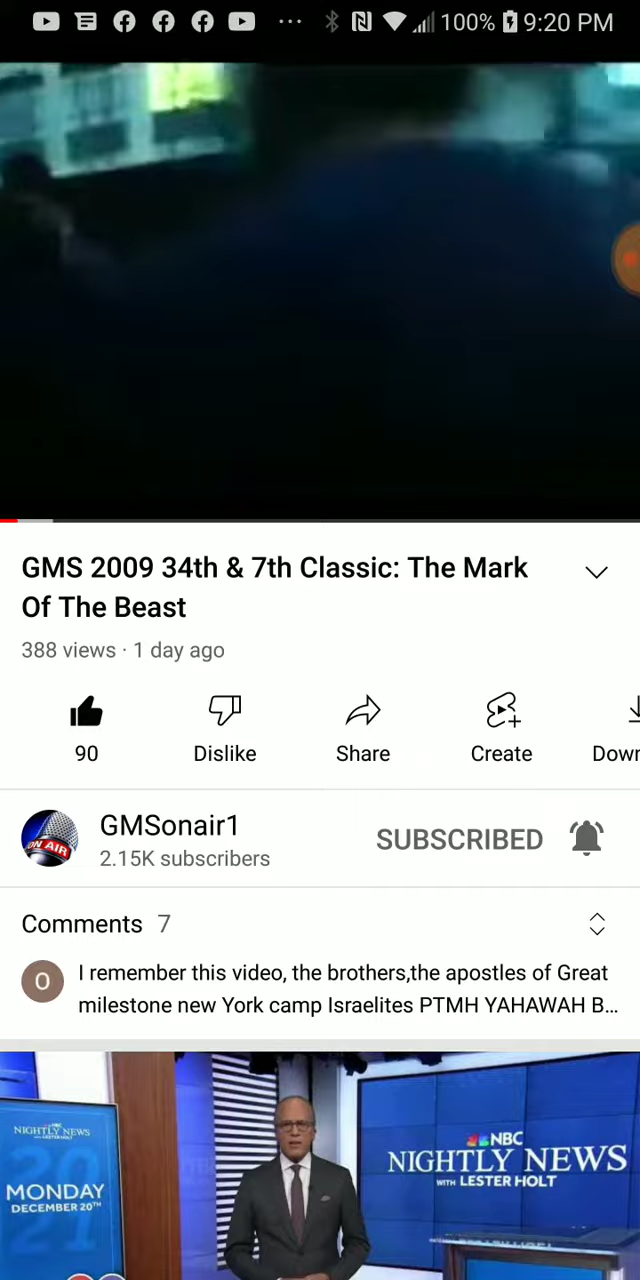 100% 9:20 PM
GMS 2009 34th & 7th Classic: The Mark
Of The Beast
388 views · 1 day ago
90 Dislike Share Create Down
GMSonair1
2.15K subscribers
SUBSCRIBED
ON AIR
Comments 7
O
I remember this video, the brothers,the apostles of Great
milestone new York camp Israelites PTMH YAHAWAH B...
NIGHTLY NEWS
WITH LESTER HOLT
MONDAY
DECEMBER 20TH
NBC
NIGHTLY NEWS
WITH LESTER HOLT